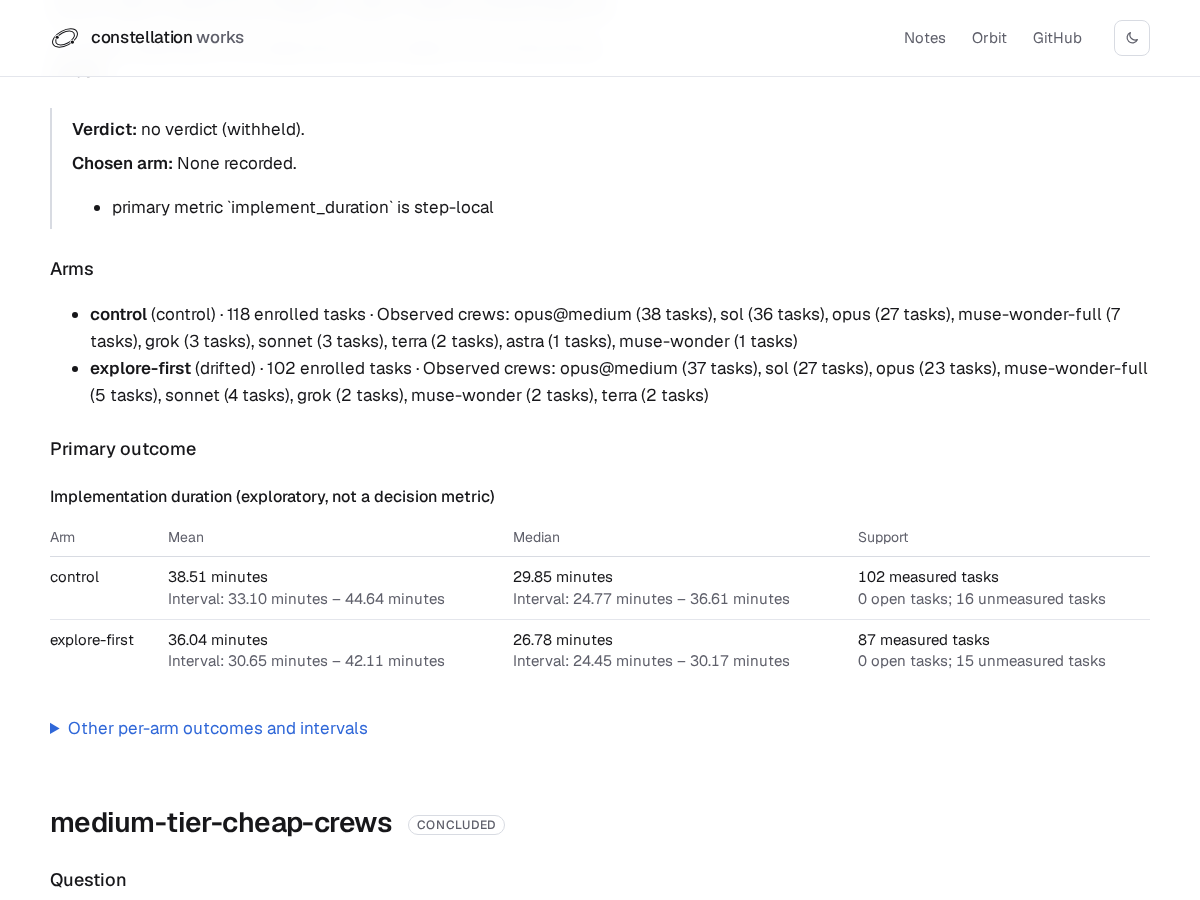 constellation works
Notes
Orbit
GitHub
Verdict: no verdict (withheld).
Chosen arm: None recorded.
primary metric `implement_duration` is step-local
Arms
control (control) · 118 enrolled tasks · Observed crews: opus@medium (38 tasks), sol (36 tasks), opus (27 tasks), muse-wonder-full (7
tasks), grok (3 tasks), sonnet (3 tasks), terra (2 tasks), astra (1 tasks), muse-wonder (1 tasks)
explore-first (drifted) · 102 enrolled tasks · Observed crews: opus@medium (37 tasks), sol (27 tasks), opus (23 tasks), muse-wonder-full
(5 tasks), sonnet (4 tasks), grok (2 tasks), muse-wonder (2 tasks), terra (2 tasks)
Primary outcome
Implementation duration (exploratory, not a decision metric)
Arm Mean Median Support
control 38.51 minutes 29.85 minutes 102 measured tasks
Interval: 33.10 minutes – 44.64 minutes Interval: 24.77 minutes – 36.61 minutes 0 open tasks; 16 unmeasured tasks
explore-first 36.04 minutes 26.78 minutes 87 measured tasks
Interval: 30.65 minutes – 42.11 minutes Interval: 24.45 minutes – 30.17 minutes 0 open tasks; 15 unmeasured tasks
Other per-arm outcomes and intervals
medium-tier-cheap-crews CONCLUDED
Question